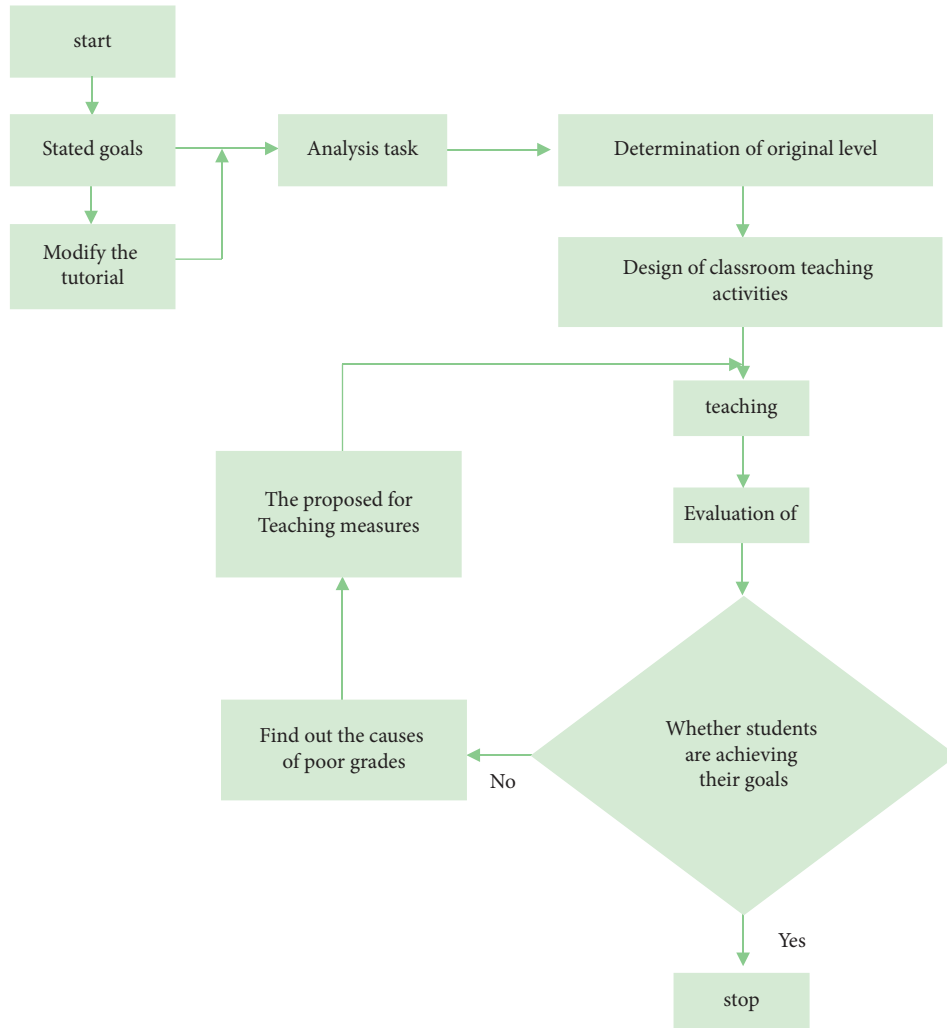 start
Stated goals
Analysis task
Determination of original level
Modify the
tutorial
Design of classroom teaching
activities
teaching
The proposed for
Teaching measures
Evaluation of
Whether students
are achieving
their goals
Find out the causes
of poor grades
No
Yes
stop